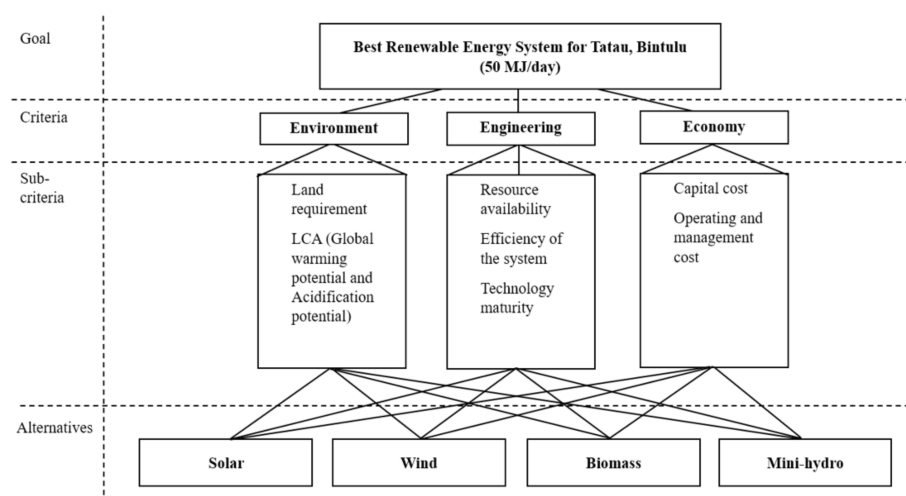 Goal
Best Renewable Energy System for Tatau, Bintulu
(50 MJ/day)
Criteria
Environment
Engineering
Economy
Sub-
criteria
Land
requirement
LCA (Global
warming
potential and
Acidification
potential)
Resource
availability
Efficiency of
the system
Technology
maturity
Capital cost
Operating and
management
cost
Alternatives
Solar
Wind
Biomass
Mini-hydro